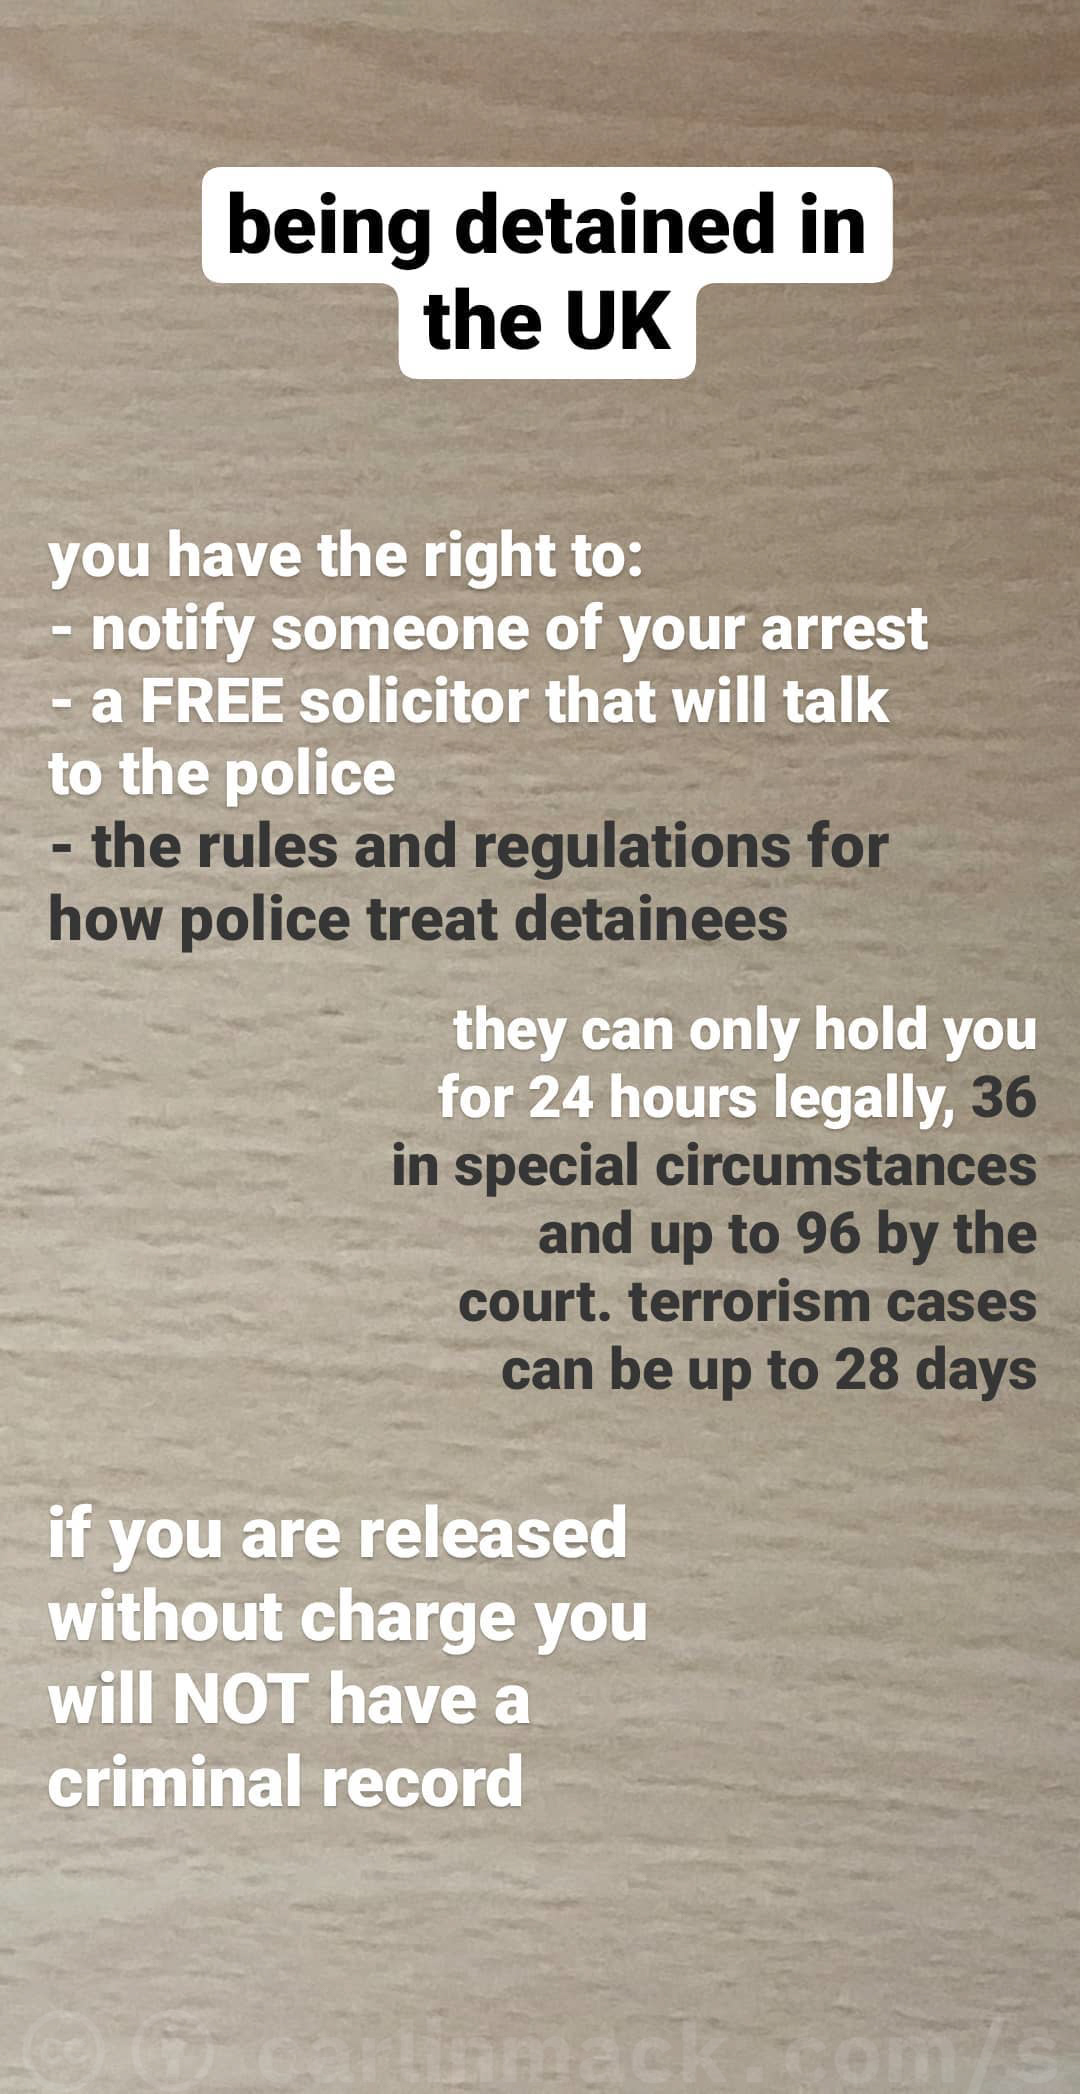 being detained in
the UK
you have the right to:
- notify someone of your arrest
- a FREE solicitor that will talk
to the police
- the rules and regulations for
how police treat detainees
they can only hold you
for 24 hours legally, 36
in special circumstances
and up to 96 by the
court. terrorism cases
can be up to 28 days
if you are released
without charge you
will NOT have a
criminal record
carlinmack.com/s